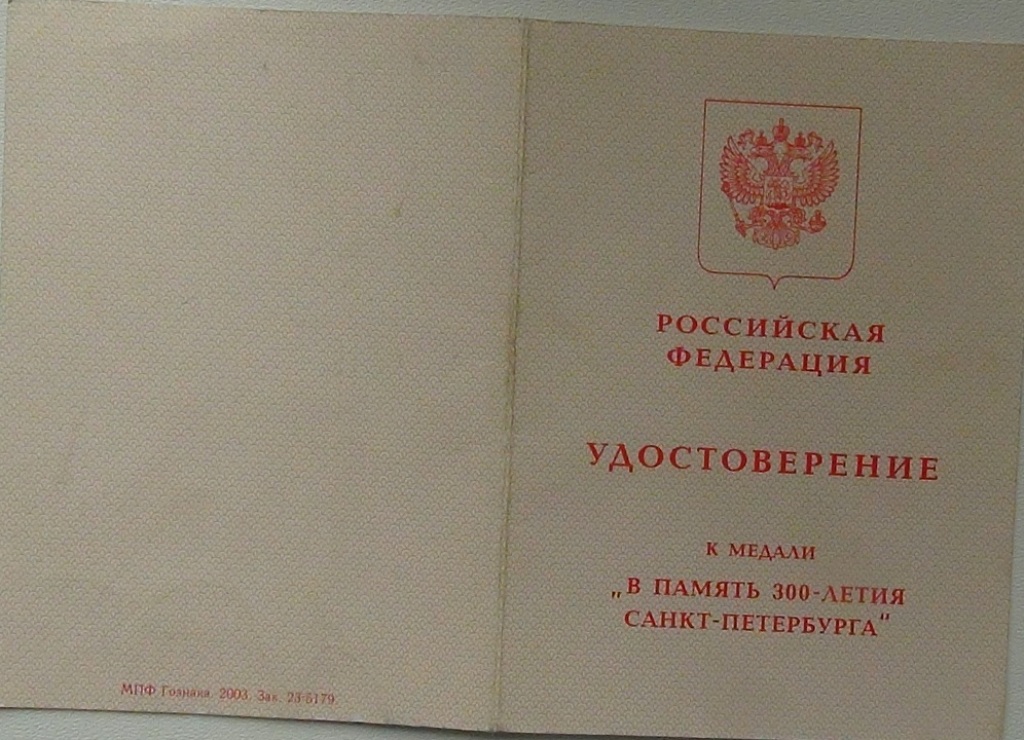 МПФ Гознака. 2003. Зак. 23-5179.
РОССИЙСКАЯ
ФЕДЕРАЦИЯ
УДОСТОВЕРЕНИЕ
К МЕДАЛИ
„В ПАМЯТЬ 300-ЛЕТИЯ
САНКТ-ПЕТЕРБУРГА"